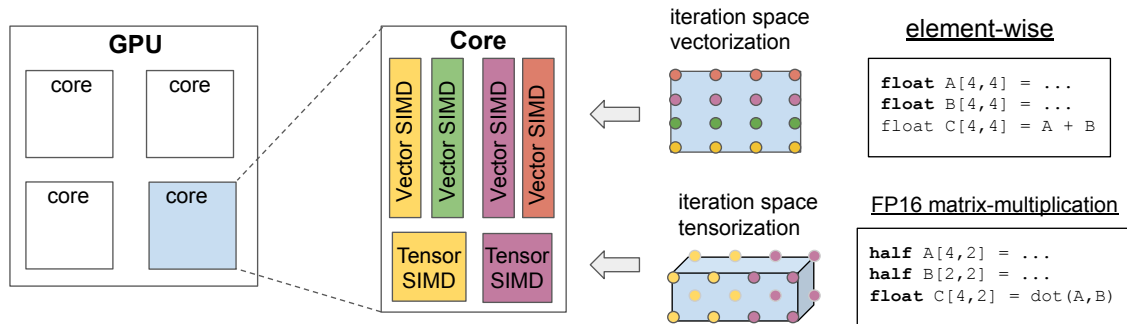 GPU
core
core
core
core
Core
Vector SIMD
Vector SIMD
Vector SIMD
Vector SIMD
Tensor
SIMD
Tensor
SIMD
iteration space
vectorization
iteration space
tensorization
element-wise
float A[4,4] = ...
float B[4,4] = ...
float C[4,4] = A + B
FP16 matrix-multiplication
half A[4,2] = ...
half B[2,2] = ...
float C[4,2] = dot(A,B)